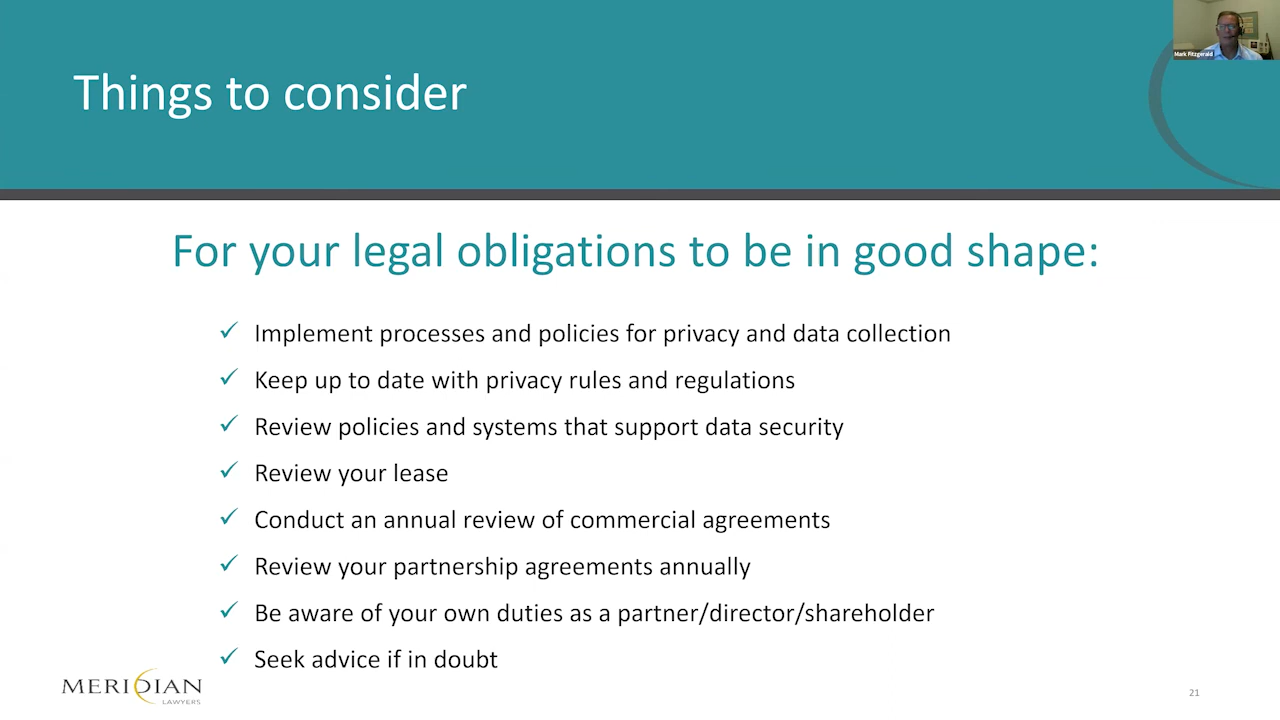 Mark Fitzgerald
Things to consider
For your legal obligations to be in good shape:
Implement processes and policies for privacy and data collection
Keep up to date with privacy rules and regulations
Review policies and systems that support data security
Review your lease
Conduct an annual review of commercial agreements
Review your partnership agreements annually
Be aware of your own duties as a partner/director/shareholder
Seek advice if in doubt
MERIDIAN
LAWYERS
21